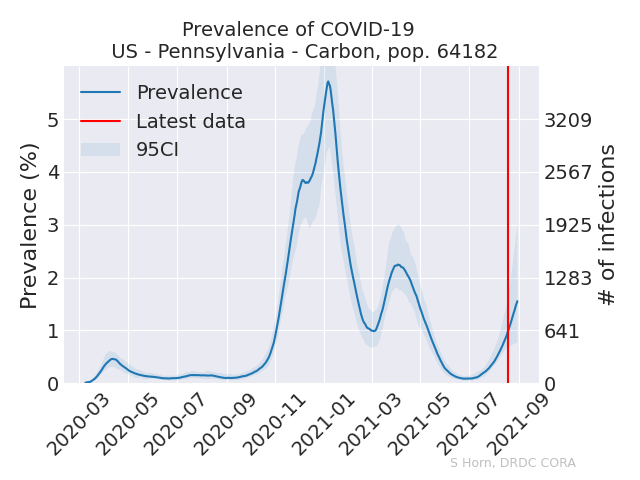 Prevalence of COVID-19
US - Pennsylvania - Carbon, pop. 64182
Prevalence
Latest data
95CI
Prevalence (%)
5
4
3
2
1
0
3209
2567
1925
1283
641
0
# of infections
2020-03
2020-05
2020-07
2020-09
2020-11
2021-01
2021-03
2021-05
2021-07
2021-09
S Horn, DRDC CORA